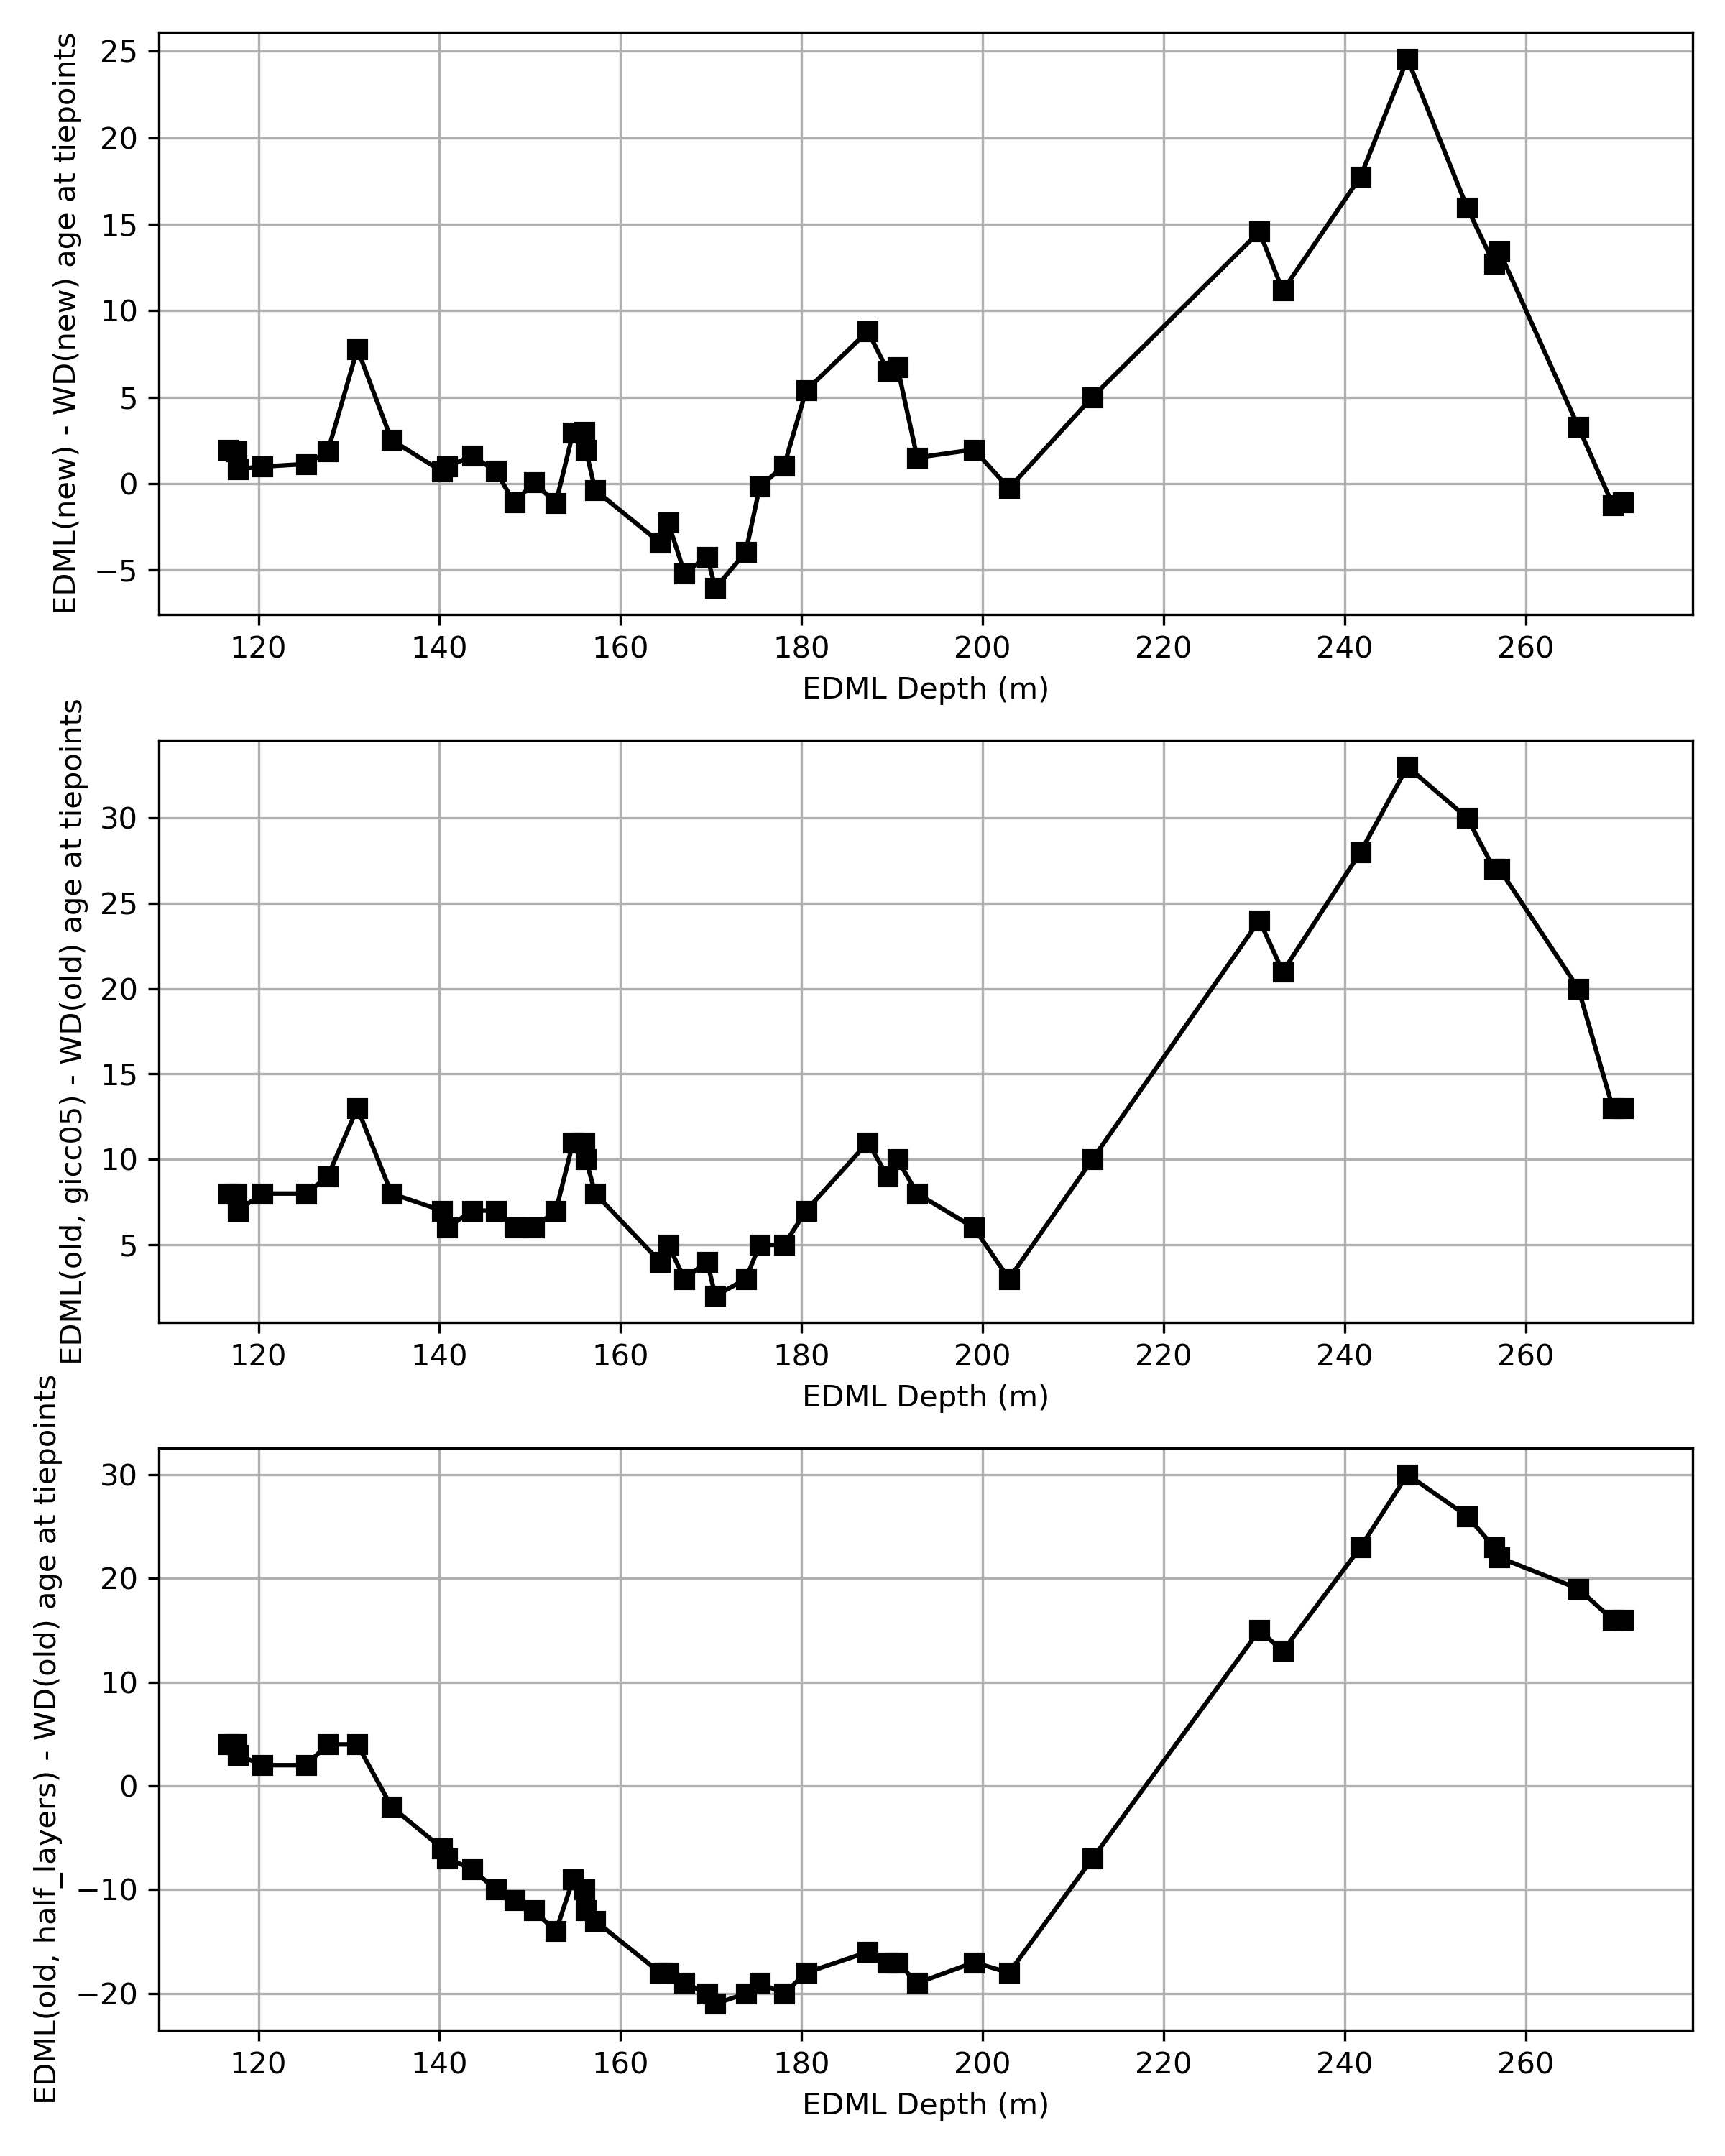 EDML(new) - WD(new) age at tiepoints
25
20
15
10
5
0
−5
120 140 160 180 200 220 240 260
EDML Depth (m)
EDML(old, gicc05) - WD(old) age at tiepoints
30
25
20
15
10
5
120 140 160 180 200 220 240 260
EDML Depth (m)
EDML(old, half_layers) - WD(old) age at tiepoints
30
20
10
0
−10
−20
120 140 160 180 200 220 240 260
EDML Depth (m)